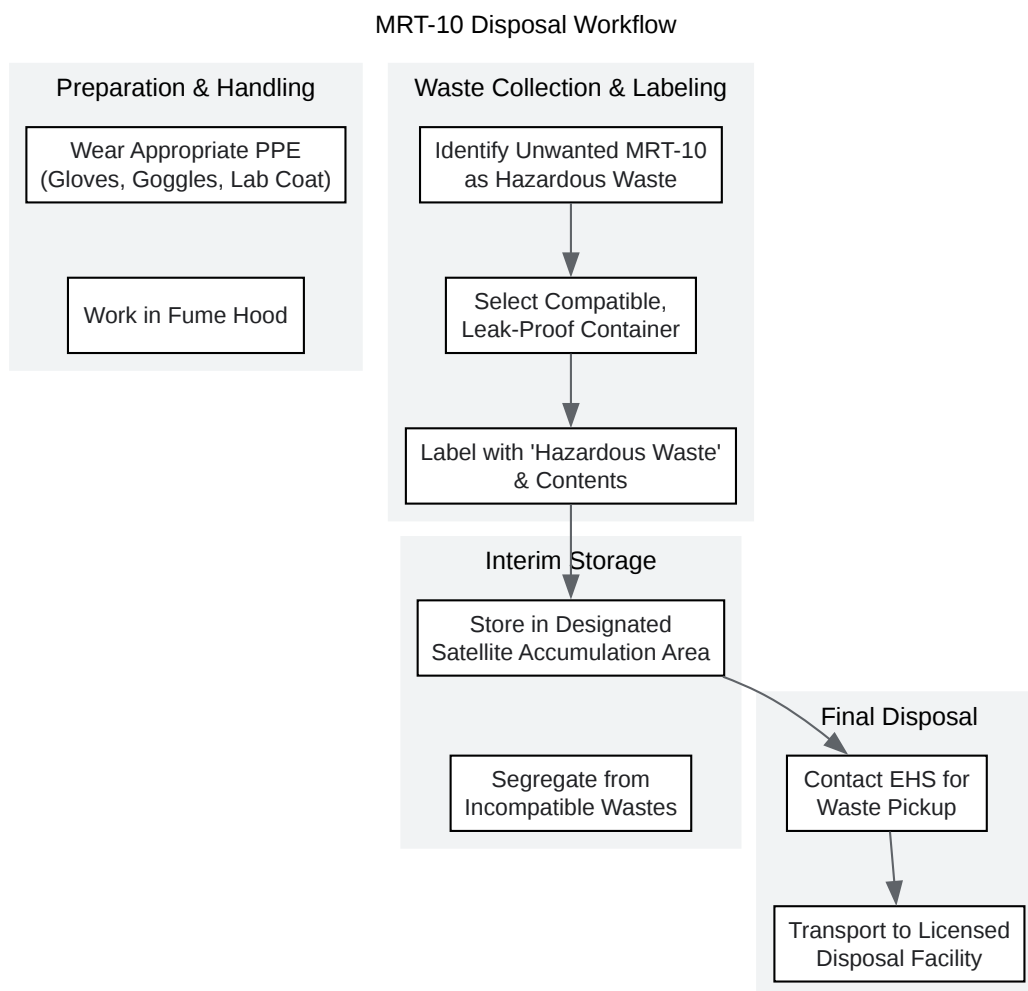 MRT-10 Disposal Workflow
Preparation & Handling
Wear Appropriate PPE
(Gloves, Goggles, Lab Coat)
Work in Fume Hood
Waste Collection & Labeling
Identify Unwanted MRT-10
as Hazardous Waste
Select Compatible,
Leak-Proof Container
Label with 'Hazardous Waste'
& Contents
Interim Storage
Store in Designated
Satellite Accumulation Area
Segregate from
Incompatible Wastes
Final Disposal
Contact EHS for
Waste Pickup
Transport to Licensed
Disposal Facility